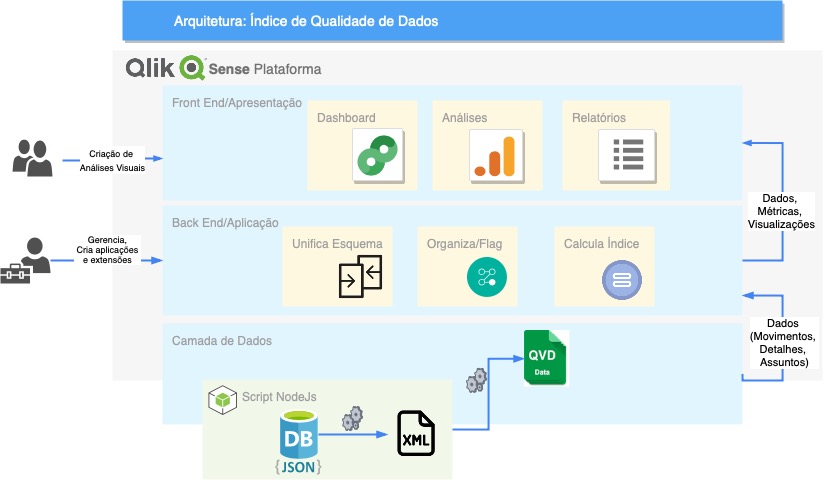 Arquitetura: Índice de Qualidade de Dados
Qlik Q Sense Plataforma
Front End/Apresentação
Dashboard
Análises
Relatórios
Criação de
Análises Visuais
Dados,
Métricas,
Visualizações
Back End/Aplicação
Unifica Esquema
Organiza/Flag
Calcula Índice
Gerencia,
Cria aplicações
e extensões
Dados
(Movimentos,
Detalhes,
Assuntos)
Camada de Dados
QVD
Data
Script NodeJs
DB
{JSON}
XML